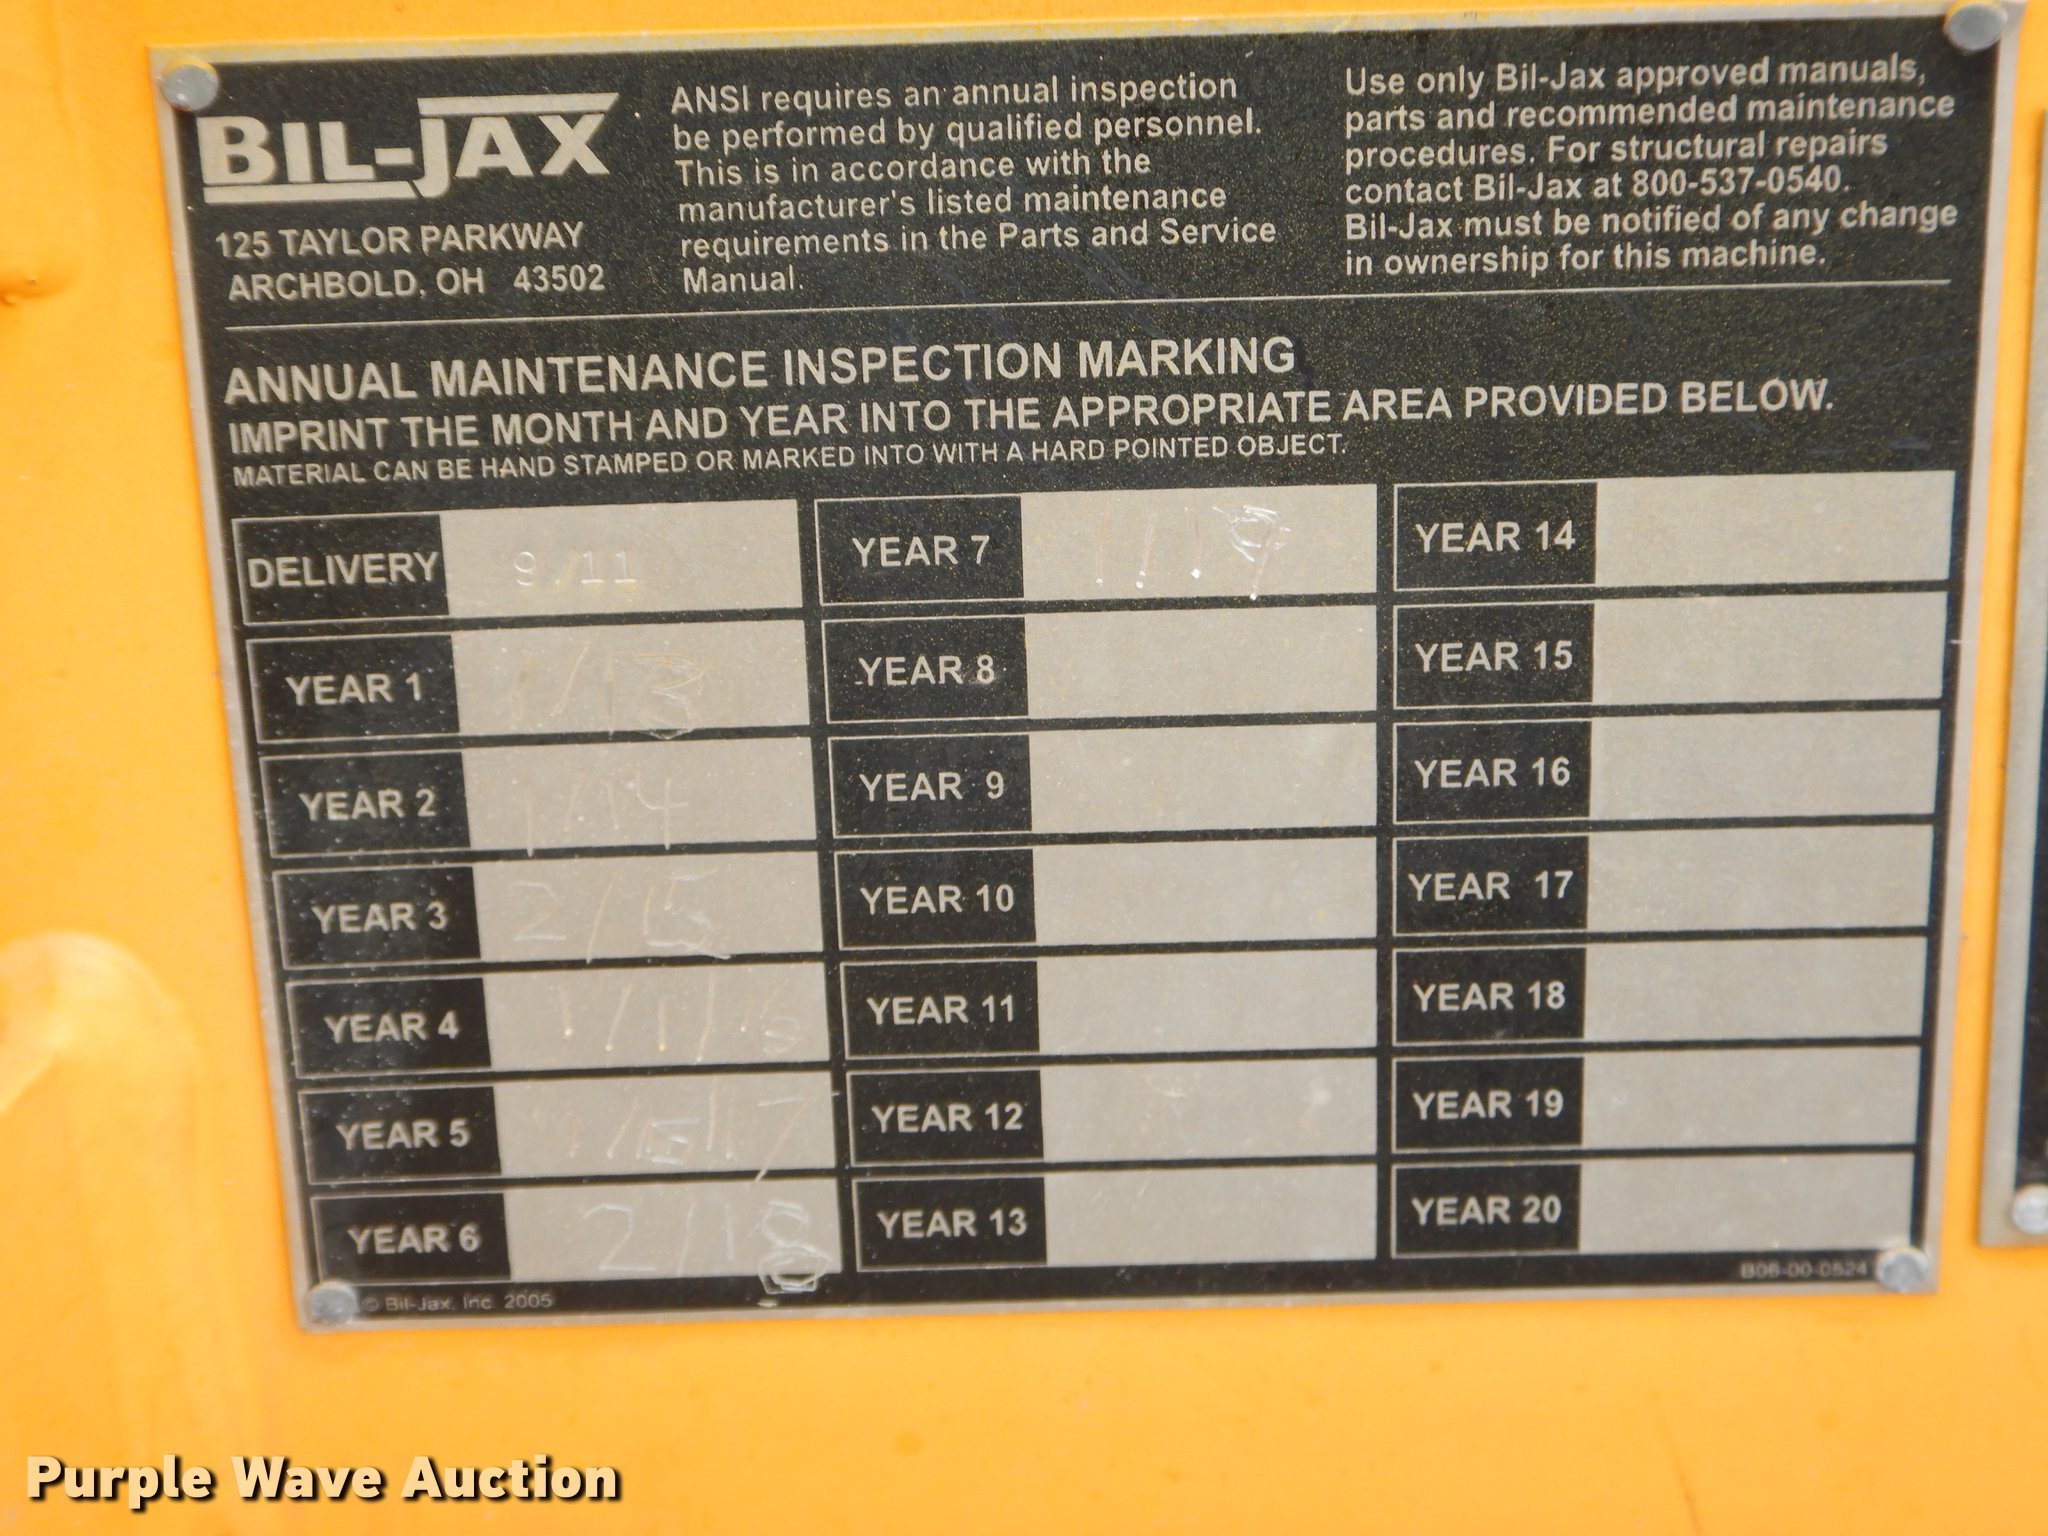 BIL-JAX
125 TAYLOR PARKWAY
ARCHBOLD, OH 43502
ANSI requires an annual inspection
be performed by qualified personnel.
This is in accordance with the
manufacturer's listed maintenance
requirements in the Parts and Service
Manual.
Use only Bil-Jax approved manuals,
parts and recommended maintenance
procedures. For structural repairs
contact Bil-Jax at 800-537-0540.
Bil-Jax must be notified of any change
in ownership for this machine.
ANNUAL MAINTENANCE INSPECTION MARKING
IMPRINT THE MONTH AND YEAR INTO THE APPROPRIATE AREA PROVIDED BELOW.
MATERIAL CAN BE HAND STAMPED OR MARKED INTO WITH A HARD POINTED OBJECT.
DELIVERY 9/11
YEAR 1 1/13
YEAR 2 1/14
YEAR 3 2/15
YEAR 4 1/1/16
YEAR 5
YEAR 6 2/18
YEAR 7
YEAR 8
YEAR 9
YEAR 10
YEAR 11
YEAR 12
YEAR 13
YEAR 14
YEAR 15
YEAR 16
YEAR 17
YEAR 18
YEAR 19
YEAR 20
© Bil-Jax, Inc. 2005
B06-00-0524
Purple Wave Auction